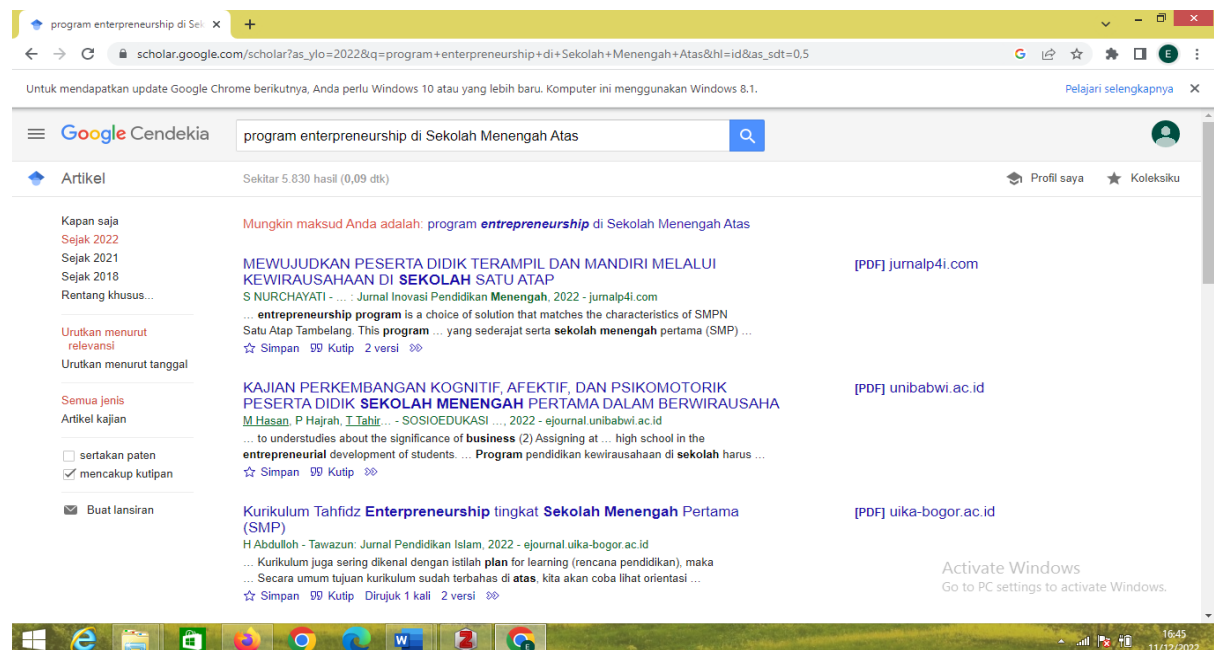 program enterpreneurship di Sek
scholar.google.com/scholar?as_ylo=2022&q=program+enterpreneurship+di+Sekolah+Menengah+Atas&hl=id&as_sdt=0,5
E
Untuk mendapatkan update Google Chrome berikutnya, Anda perlu Windows 10 atau yang lebih baru. Komputer ini menggunakan Windows 8.1.
Pelajari selengkapnya
Google Cendekia
program enterpreneurship di Sekolah Menengah Atas
Artikel
Sekitar 5.830 hasil (0,09 dtk)
Profil saya
Koleksiku
Kapan saja
Sejak 2022
Sejak 2021
Sejak 2018
Rentang khusus...
Urutkan menurut
relevansi
Urutkan menurut tanggal
Semua jenis
Artikel kajian
sertakan paten
mencakup kutipan
Buat lansiran
Mungkin maksud Anda adalah: program entrepreneurship di Sekolah Menengah Atas
MEWUJUDKAN PESERTA DIDIK TERAMPIL DAN MANDIRI MELALUI
KEWIRAUSAHAAN DI SEKOLAH SATU ATAP
S NURCHAYATI - ... : Jurnal Inovasi Pendidikan Menengah, 2022 - jurnalp4i.com
... entrepreneurship program is a choice of solution that matches the characteristics of SMPN
Satu Atap Tambelang. This program ... yang sederajat serta sekolah menengah pertama (SMP) ...
Simpan Kutip 2 versi
[PDF] jurnalp4i.com
KAJIAN PERKEMBANGAN KOGNITIF, AFEKTIF, DAN PSIKOMOTORIK
PESERTA DIDIK SEKOLAH MENENGAH PERTAMA DALAM BERWIRAUSAHA
M Hasan, P Hajrah, T Tahir... - SOSIOEDUKASI ..., 2022 - ejournal.unibabwi.ac.id
... to understudies about the significance of business (2) Assigning at ... high school in the
entrepreneurial development of students. ... Program pendidikan kewirausahaan di sekolah harus ...
Simpan Kutip
[PDF] unibabwi.ac.id
Kurikulum Tahfidz Enterpreneurship tingkat Sekolah Menengah Pertama
(SMP)
H Abdulloh - Tawazun: Jurnal Pendidikan Islam, 2022 - ejournal.uika-bogor.ac.id
... Kurikulum juga sering dikenal dengan istilah plan for learning (rencana pendidikan), maka
... Secara umum tujuan kurikulum sudah terbahas di atas, kita akan coba lihat orientasi ...
Simpan Kutip Dirujuk 1 kali 2 versi
[PDF] uika-bogor.ac.id
Activate Windows
Go to PC settings to activate Windows.
16:45
11/12/2022